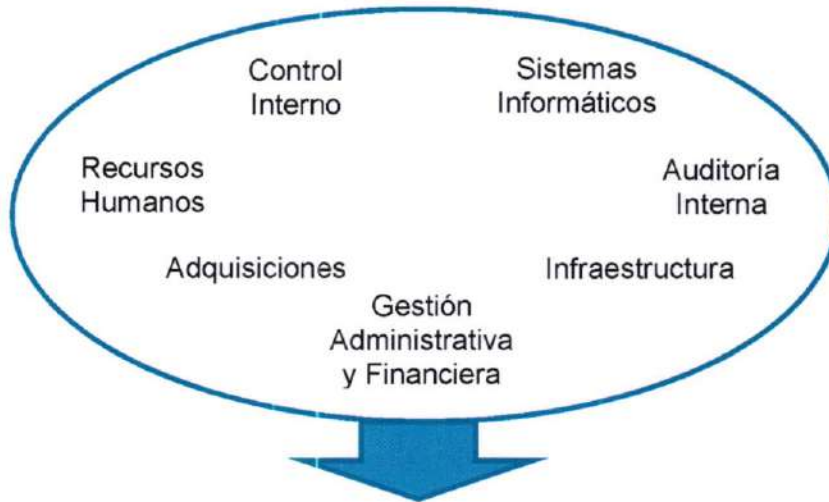 Control
Interno
Sistemas
Informáticos
Recursos
Humanos
Auditoría
Interna
Adquisiciones
Infraestructura
Gestión
Administrativa
y Financiera